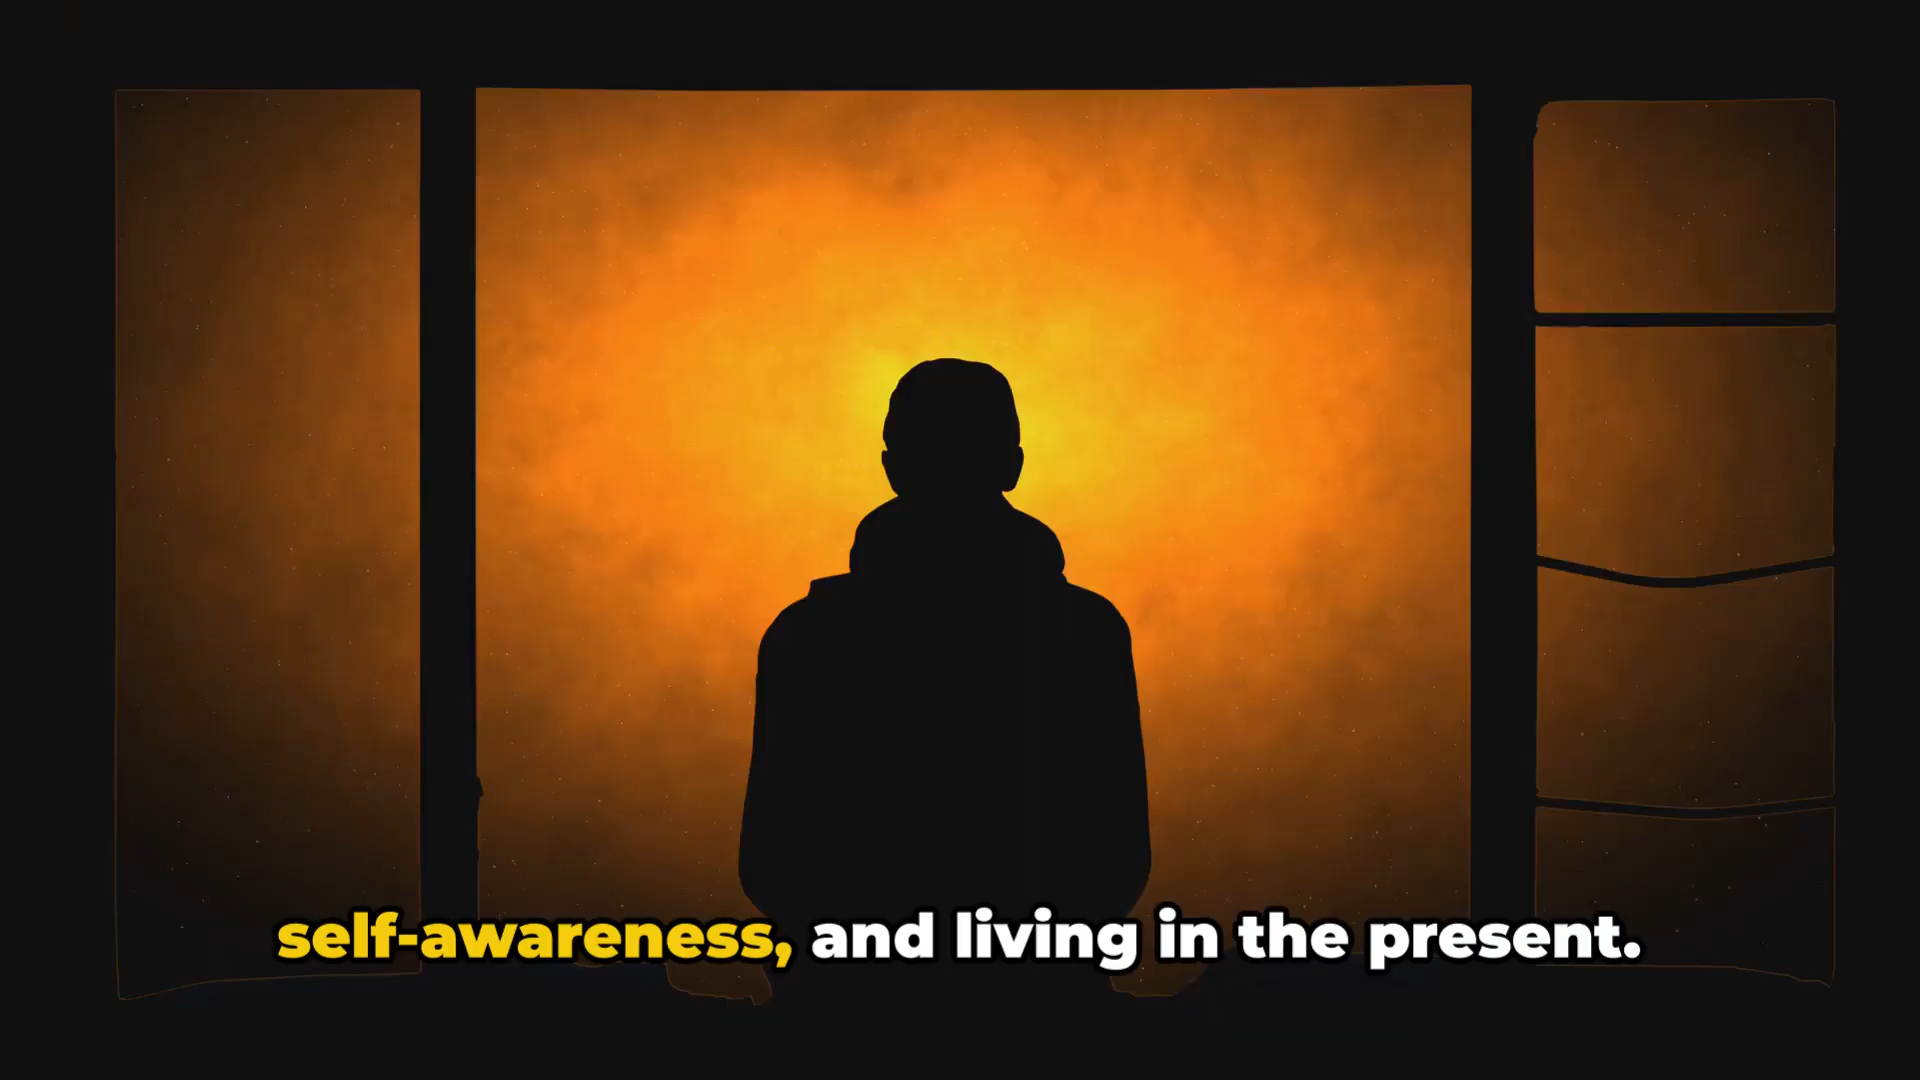 self-awareness, and living in the present.